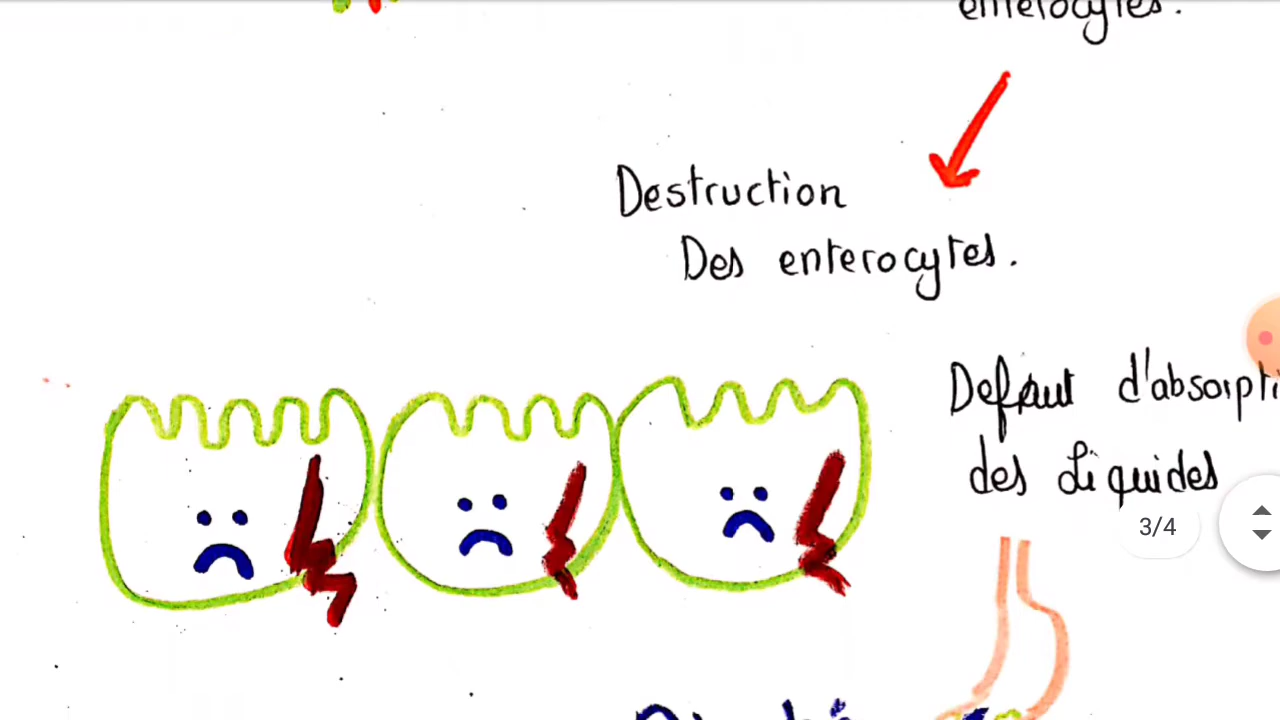 enterocytes.
Destruction
Des enterocytes.
Defaut d'absorpti
des Liquides
3/4